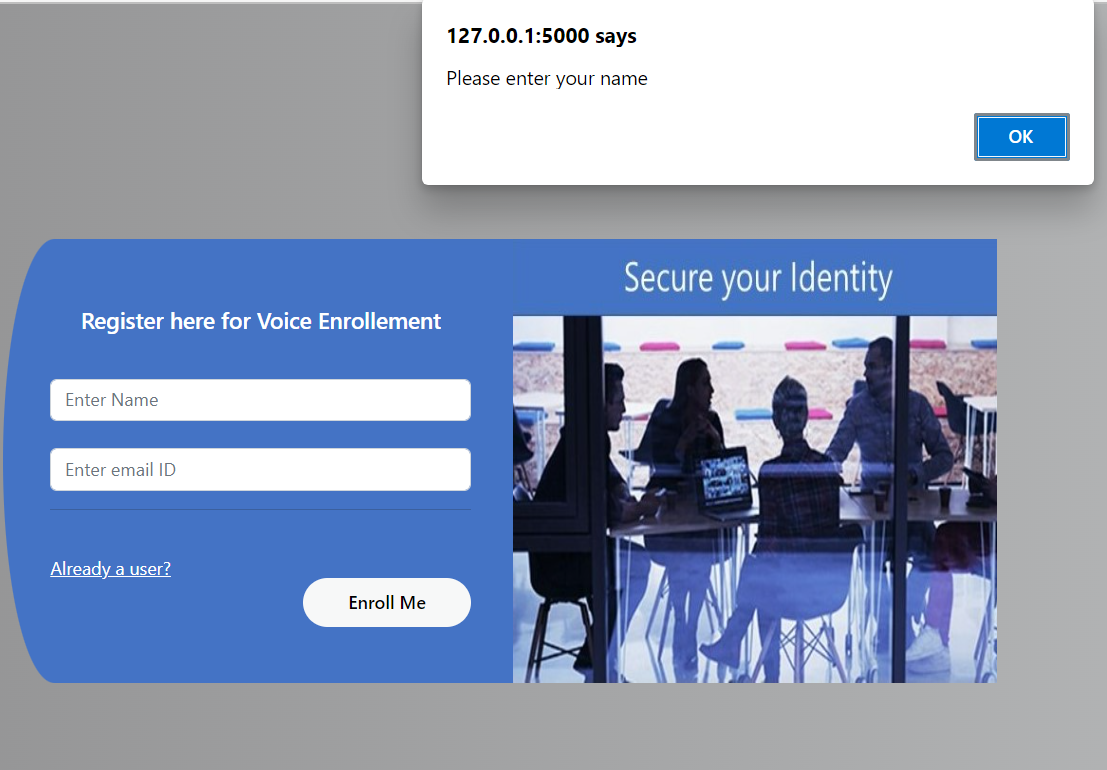 127.0.0.1:5000 says
Please enter your name
OK
Secure your Identity
Register here for Voice Enrollement
Enter Name
Enter email ID
Already a user?
Enroll Me